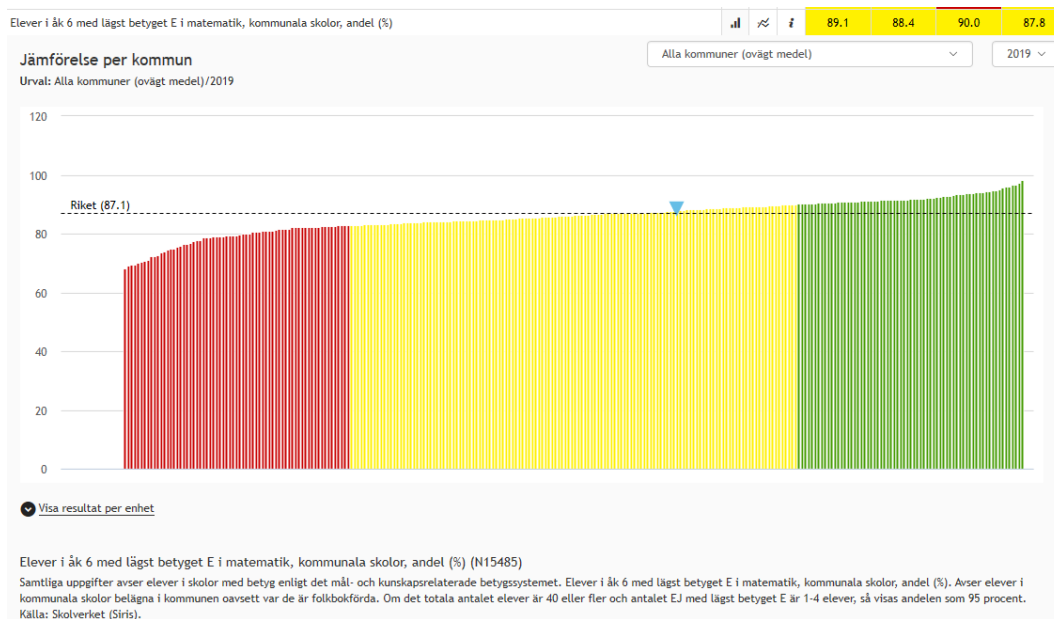 Elever i åk 6 med lägst betyget E i matematik, kommunala skolor, andel (%) i 89.1 88.4 90.0 87.8
Jämförelse per kommun
Alla kommuner (ovägt medel)
2019
Urval: Alla kommuner (ovägt medel)/2019
120
100
Riket (87.1)
80
60
40
20
0
Visa resultat per enhet
Elever i åk 6 med lägst betyget E i matematik, kommunala skolor, andel (%) (N15485)
Samtliga uppgifter avser elever i skolor med betyg enligt det mål- och kunskapsrelaterade betygssystemet. Elever i åk 6 med lägst betyget E i matematik, kommunala skolor, andel (%). Avser elever i
kommunala skolor belägna i kommunen oavsett var de är folkbokförda. Om det totala antalet elever är 40 eller fler och antalet EJ med lägst betyget E är 1-4 elever, så visas andelen som 95 procent.
Källa: Skolverket (Siris).